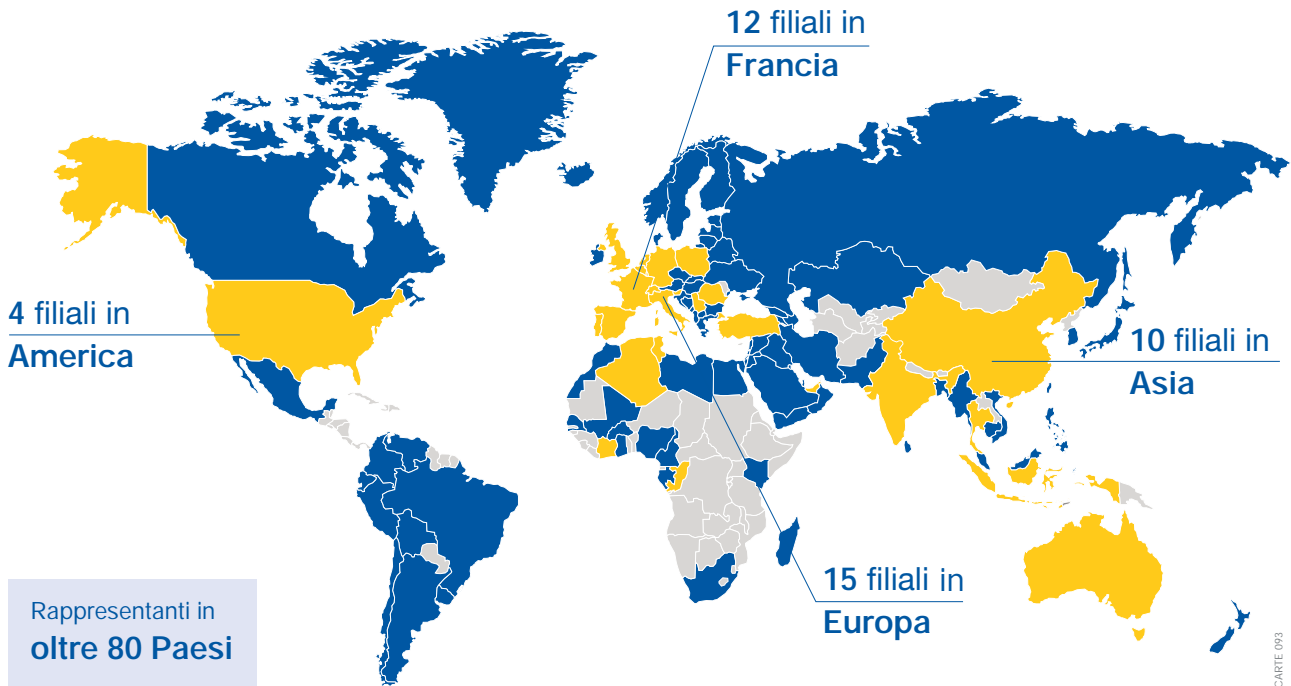 12 filiali in
Francia
4 filiali in
America
10 filiali in
Asia
15 filiali in
Europa
Rappresentanti in
oltre 80 Paesi
CARTE 093